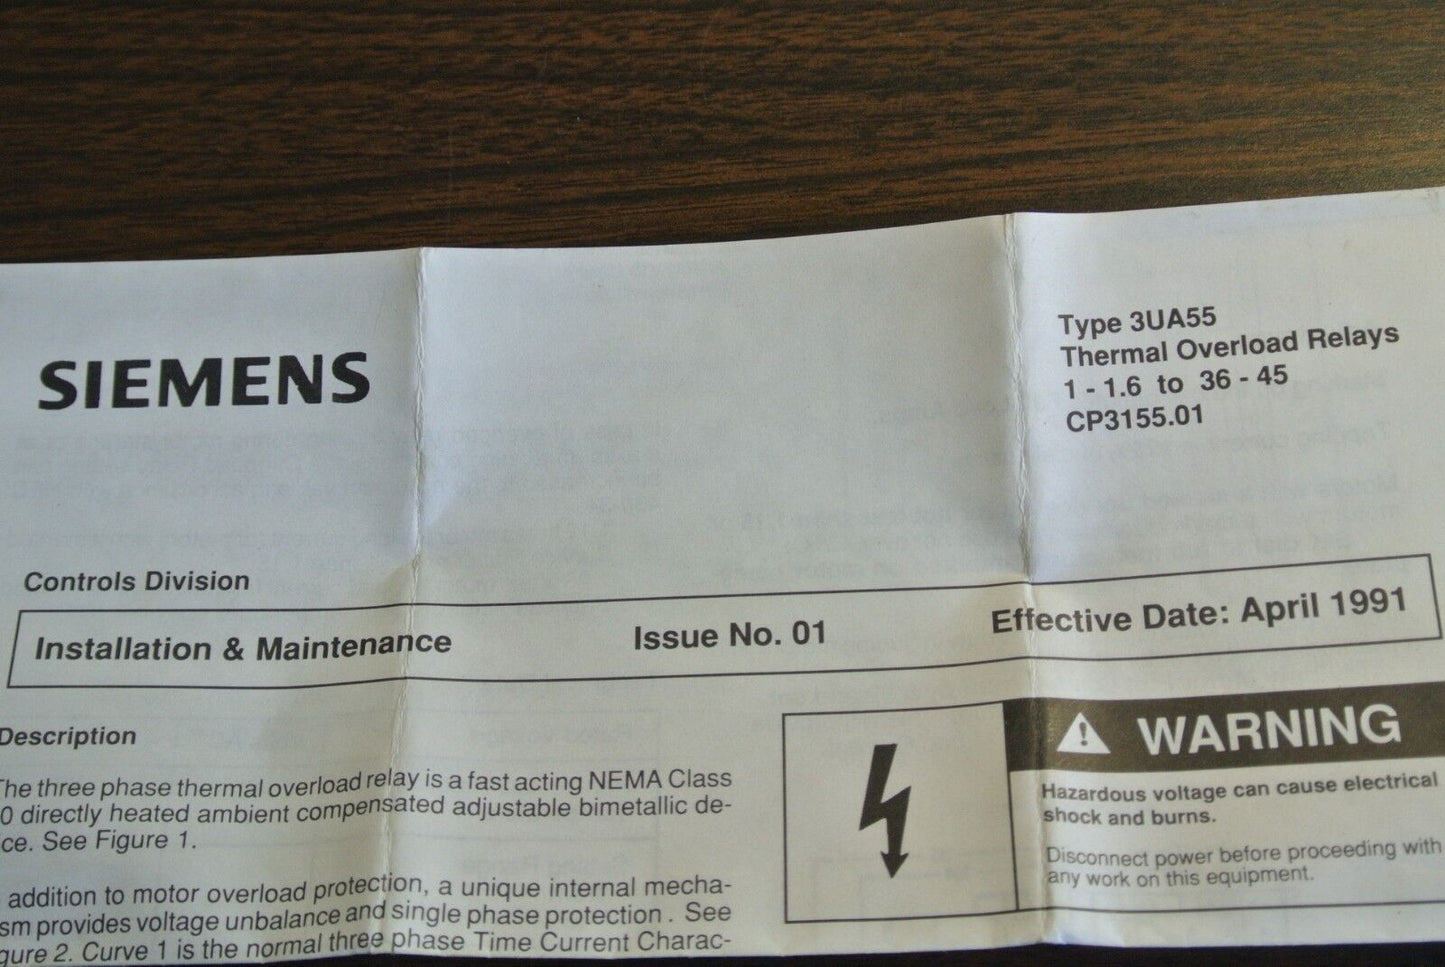 SIEMENS
Type 3UA55
Thermal Overload Relays
1 - 1.6 to 36 - 45
CP3155.01
Controls Division
Installation & Maintenance Issue No. 01 Effective Date: April 1991
Description
The three phase thermal overload relay is a fast acting NEMA Class
0 directly heated ambient compensated adjustable bimetallic de-
ice. See Figure 1.
addition to motor overload protection, a unique internal mecha-
sm provides voltage unbalance and single phase protection. See
gure 2. Curve 1 is the normal three phase Time Current Charac-
WARNING
Hazardous voltage can cause electrical
shock and burns.
Disconnect power before proceeding with
any work on this equipment.